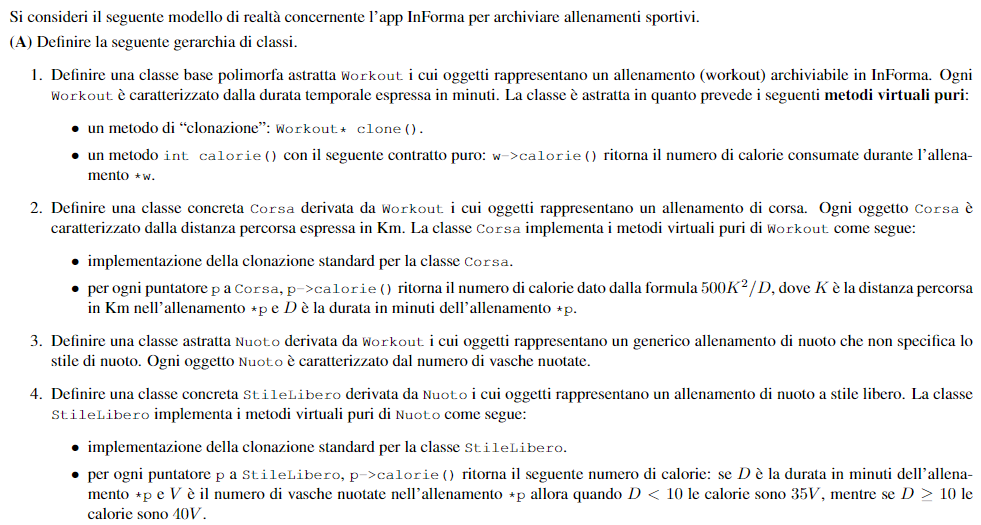 Si consideri il seguente modello di realtà concernente l'app InForma per archiviare allenamenti sportivi.
(A) Definire la seguente gerarchia di classi.
1. Definire una classe base polimorfa astratta Workout i cui oggetti rappresentano un allenamento (workout) archiviabile in InForma. Ogni
Workout è caratterizzato dalla durata temporale espressa in minuti. La classe è astratta in quanto prevede i seguenti metodi virtuali puri:
• un metodo di "clonazione": Workout* clone().
• un metodo int calorie() con il seguente contratto puro: w->calorie() ritorna il numero di calorie consumate durante l'allena-
mento *w.
2. Definire una classe concreta Corsa derivata da Workout i cui oggetti rappresentano un allenamento di corsa. Ogni oggetto Corsa è
caratterizzato dalla distanza percorsa espressa in Km. La classe Corsa implementa i metodi virtuali puri di Workout come segue:
• implementazione della clonazione standard per la classe Corsa.
• per ogni puntatore p a Corsa, p->calorie() ritorna il numero di calorie dato dalla formula 500K²/D, dove K è la distanza percorsa
in Km nell'allenamento *p e D è la durata in minuti dell'allenamento *p.
3. Definire una classe astratta Nuoto derivata da Workout i cui oggetti rappresentano un generico allenamento di nuoto che non specifica lo
stile di nuoto. Ogni oggetto Nuoto è caratterizzato dal numero di vasche nuotate.
4. Definire una classe concreta StileLibero derivata da Nuoto i cui oggetti rappresentano un allenamento di nuoto a stile libero. La classe
StileLibero implementa i metodi virtuali puri di Nuoto come segue:
• implementazione della clonazione standard per la classe StileLibero.
• per ogni puntatore p a StileLibero, p->calorie() ritorna il seguente numero di calorie: se D è la durata in minuti dell'allena-
mento *p e V è il numero di vasche nuotate nell'allenamento *p allora quando D < 10 le calorie sono 35V, mentre se D ≥ 10 le
calorie sono 40V.